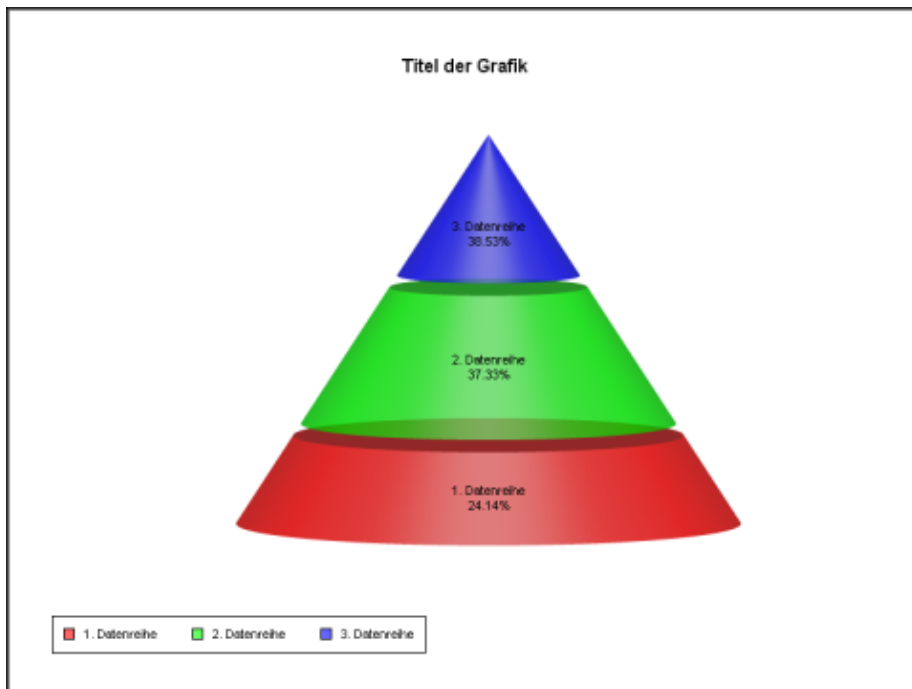 Titel der Grafik
3. Datenreihe
38.53%
2. Datenreihe
37.33%
1. Datenreihe
24.14%
1. Datenreihe 2. Datenreihe 3. Datenreihe